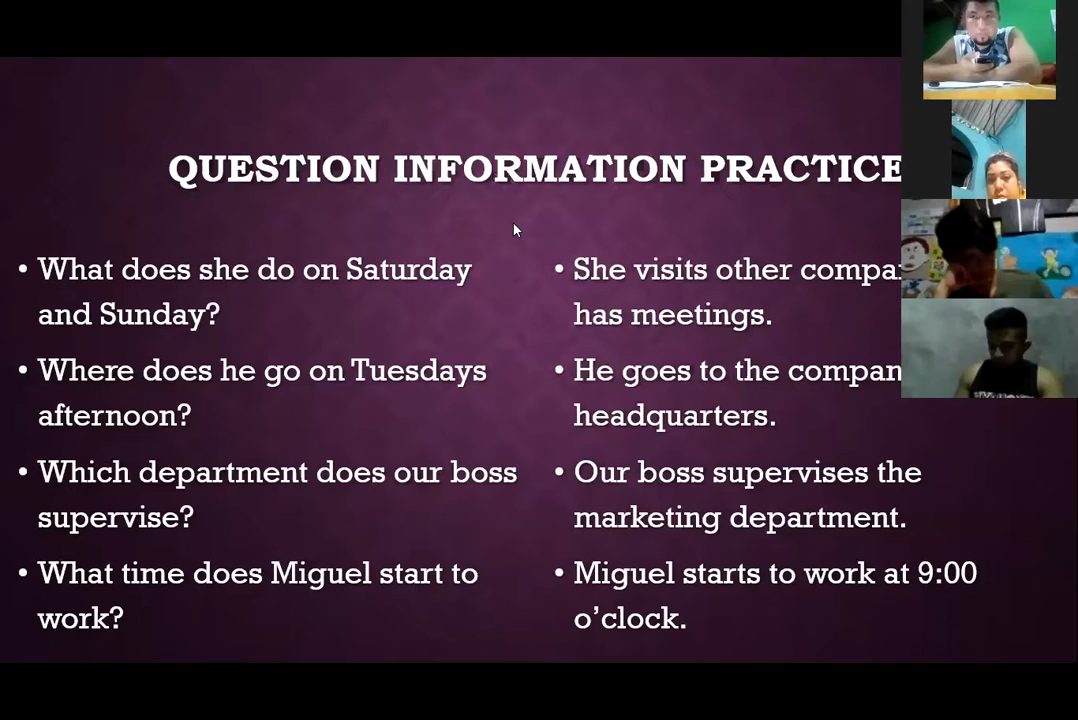 QUESTION INFORMATION PRACTICE
• What does she do on Saturday
and Sunday?
• Where does he go on Tuesdays
afternoon?
• Which department does our boss
supervise?
• What time does Miguel start to
work?
• She visits other
has meetings.
• He goes to the
headquarters.
• Our boss supervises the
marketing department.
• Miguel starts to work at 9:00
o’clock.